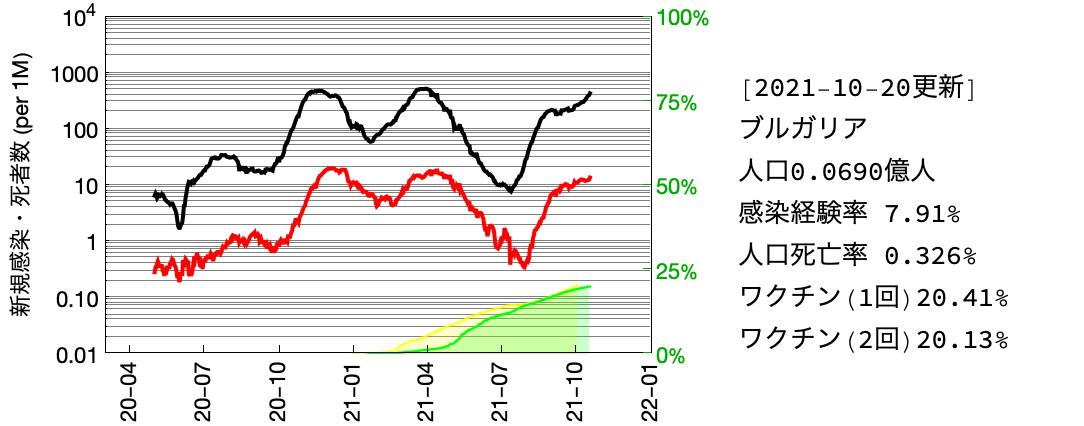 10^4
1000
100
10
1
0.10
0.01
新規感染・死者数 (per 1M)
100%
75%
50%
25%
0%
20-04
20-07
20-10
21-01
21-04
21-07
21-10
22-01
[2021-10-20更新]
ブルガリア
人口0.0690億人
感染経験率 7.91%
人口死亡率 0.326%
ワクチン(1回)20.41%
ワクチン(2回)20.13%